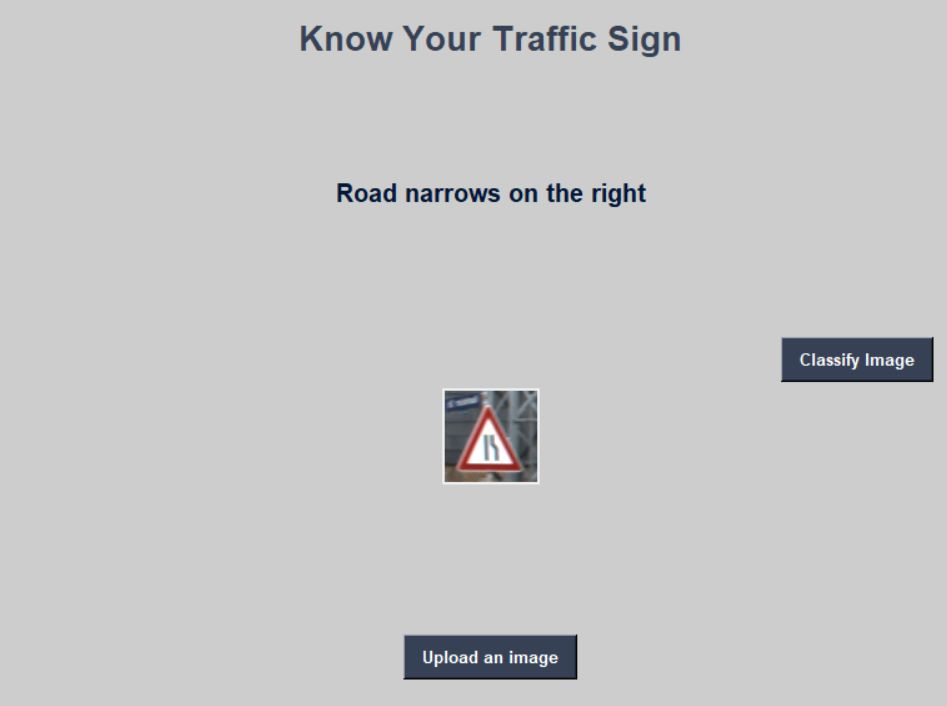 Know Your Traffic Sign
Road narrows on the right
Classify Image
Upload an image